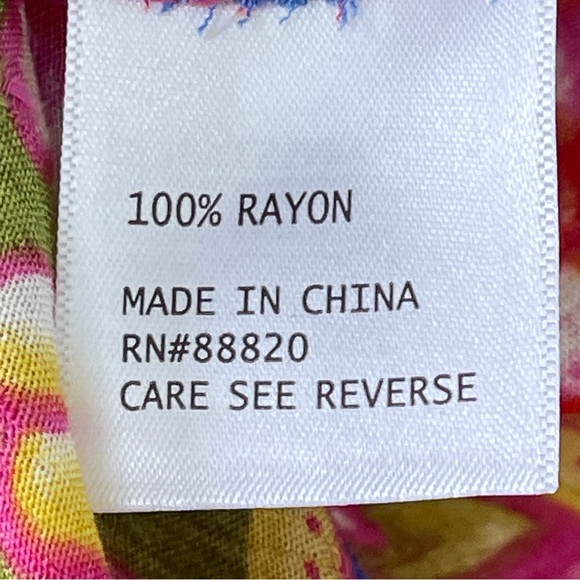 100% RAYON
MADE IN CHINA
RN#88820
CARE SEE REVERSE